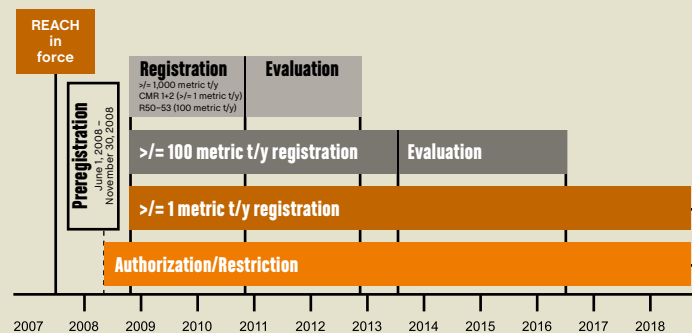 REACH
in
force
Preregistration
June 1, 2008 –
November 30, 2008
Registration
>/= 1,000 metric t/y
CMR 1+2 (>/= 1 metric t/y)
R50–53 (100 metric t/y)
Evaluation
>/= 100 metric t/y registration
Evaluation
>/= 1 metric t/y registration
Authorization/Restriction
2007 2008 2009 2010 2011 2012 2013 2014 2015 2016 2017 2018